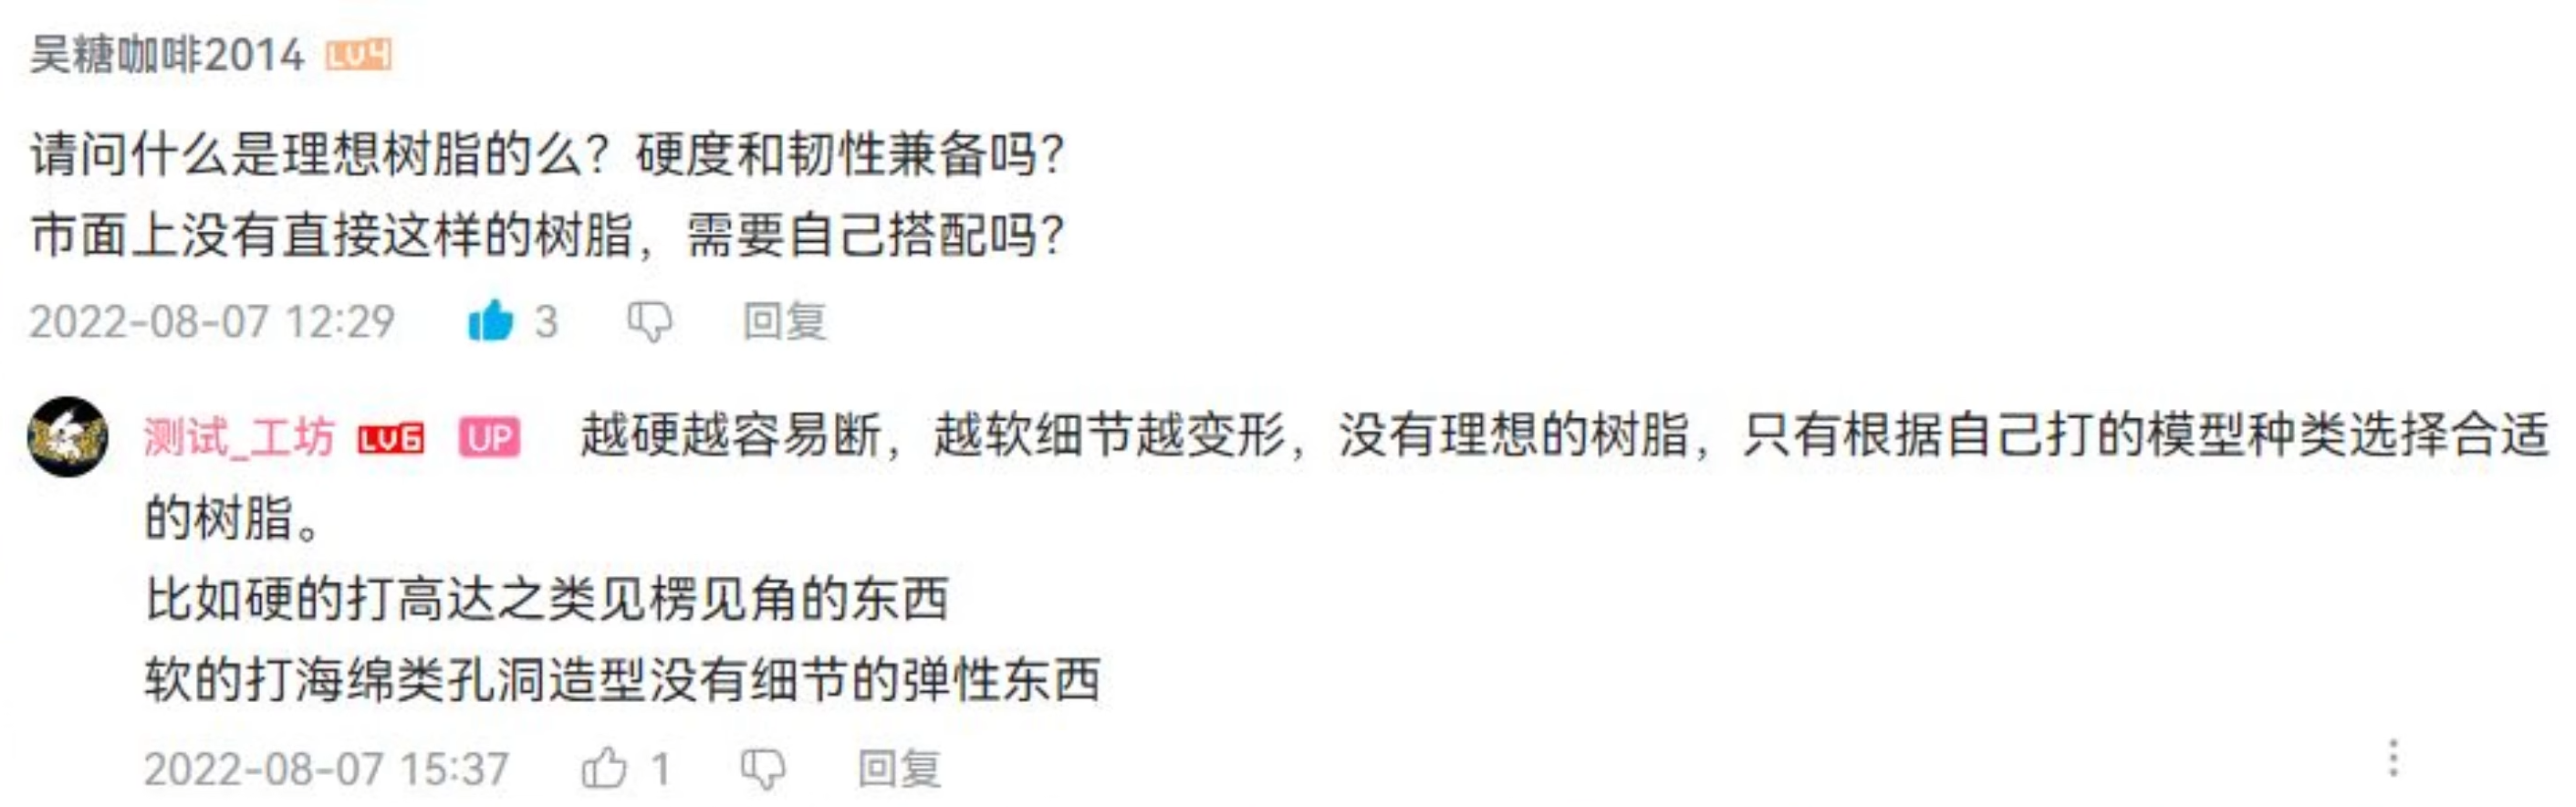 吴糖咖啡2014 LV4
请问什么是理想树脂的么？硬度和韧性兼备吗？
市面上没有直接这样的树脂，需要自己搭配吗？
2022-08-07 12:29 3 回复
测试_工坊 LV6 UP 越硬越容易断，越软细节越变形，没有理想的树脂，只有根据自己打的模型种类选择合适
的树脂。
比如硬的打高达之类见楞见角的东西
软的打海绵类孔洞造型没有细节的弹性东西
2022-08-07 15:37 1 回复